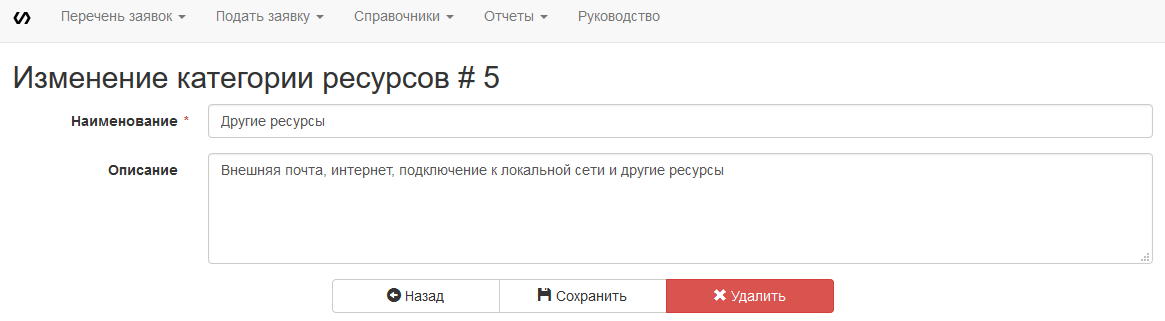 Перечень заявок Подать заявку Справочники Отчеты Руководство
Изменение категории ресурсов # 5
Наименование * Другие ресурсы
Описание Внешняя почта, интернет, подключение к локальной сети и другие ресурсы
Назад Сохранить Удалить